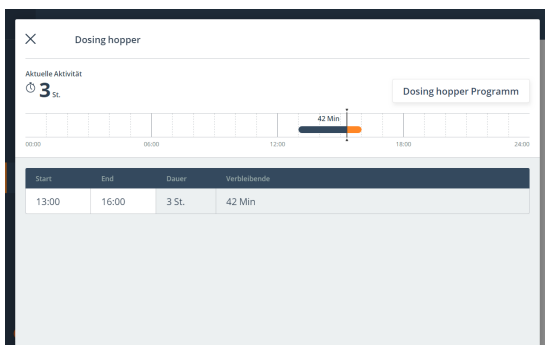 Dosing hopper
Aktuelle Aktivität
3 St.
Dosing hopper Programm
42 Min
00:00 06:00 12:00 18:00 24:00
Start End Dauer Verbleibende
13:00 16:00 3 St. 42 Min